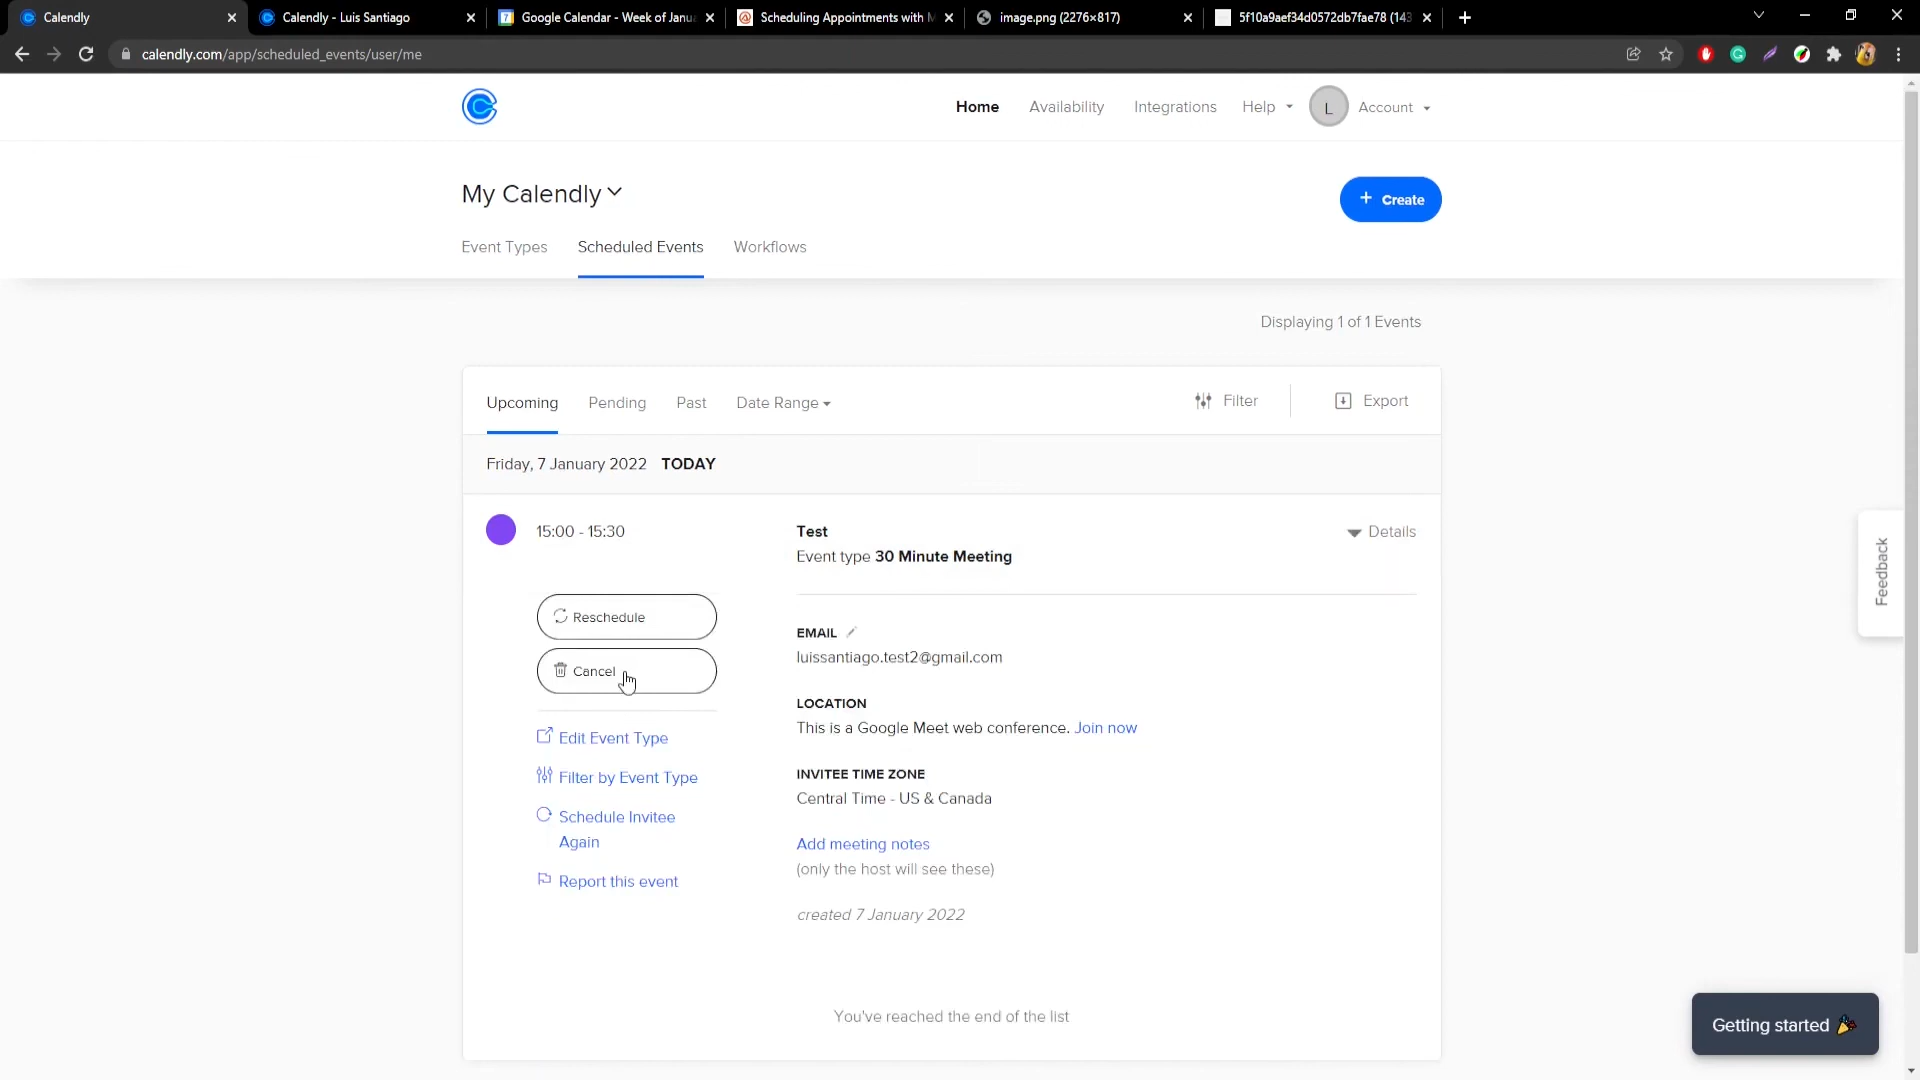 Calendly
Calendly - Luis Santiago
Google Calendar - Week of Janu
Scheduling Appointments with M
image.png (2276×817)
5f10a9aef34d0572db7fae78 (143
calendly.com/app/scheduled_events/user/me
Home
Availability
Integrations
Help
L
Account
My Calendly
+ Create
Event Types
Scheduled Events
Workflows
Displaying 1 of 1 Events
Upcoming
Pending
Past
Date Range
Filter
Export
Friday, 7 January 2022 TODAY
15:00 - 15:30
Test
Details
Event type 30 Minute Meeting
Reschedule
Cancel
Edit Event Type
Filter by Event Type
Schedule Invitee
Again
Report this event
EMAIL
luissantiago.test2@gmail.com
LOCATION
This is a Google Meet web conference. Join now
INVITEE TIME ZONE
Central Time - US & Canada
Add meeting notes
(only the host will see these)
created 7 January 2022
You've reached the end of the list
Feedback
Getting started